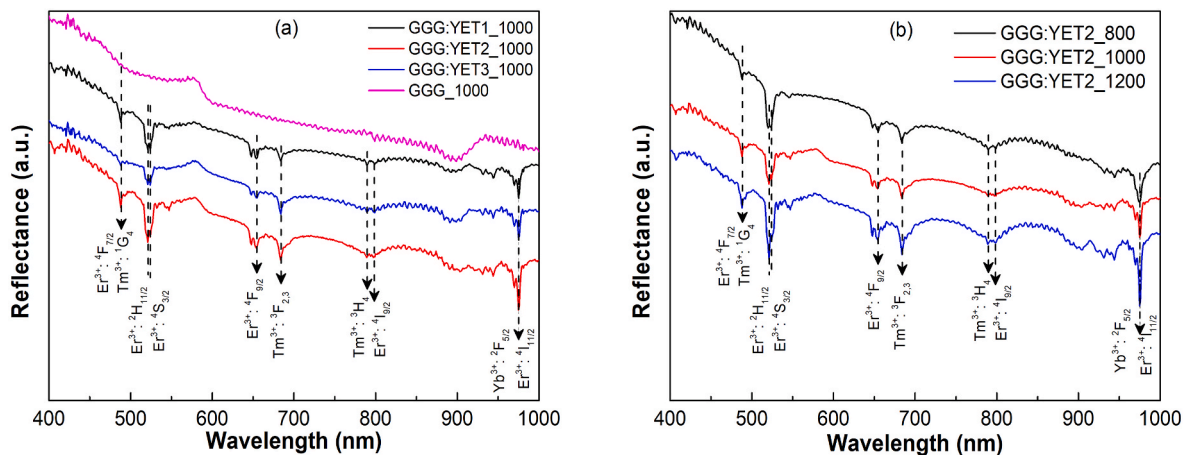 (a)
GGG:YET1_1000
GGG:YET2_1000
GGG:YET3_1000
GGG_1000
Reflectance (a.u.)
Er³⁺: ⁴F₇/₂
Tm³⁺: ¹G₄
Er³⁺: ²H₁₁/₂
Er³⁺: ⁴S₃/₂
Er³⁺: ⁴F₉/₂
Tm³⁺: ³F₂,₃
Tm³⁺: ³H₄
Er³⁺: ⁴I₉/₂
Yb³⁺: ²F₅/₂
Er³⁺: ⁴I₁₁/₂
400 500 600 700 800 900 1000
Wavelength (nm)
(b)
GGG:YET2_800
GGG:YET2_1000
GGG:YET2_1200
Reflectance (a.u.)
Er³⁺: ⁴F₇/₂
Tm³⁺: ¹G₄
Er³⁺: ²H₁₁/₂
Er³⁺: ⁴S₃/₂
Er³⁺: ⁴F₉/₂
Tm³⁺: ³F₂,₃
Tm³⁺: ³H₄
Er³⁺: ⁴I₉/₂
Yb³⁺: ²F₅/₂
Er³⁺: ⁴I₁₁/₂
400 500 600 700 800 900 1000
Wavelength (nm)